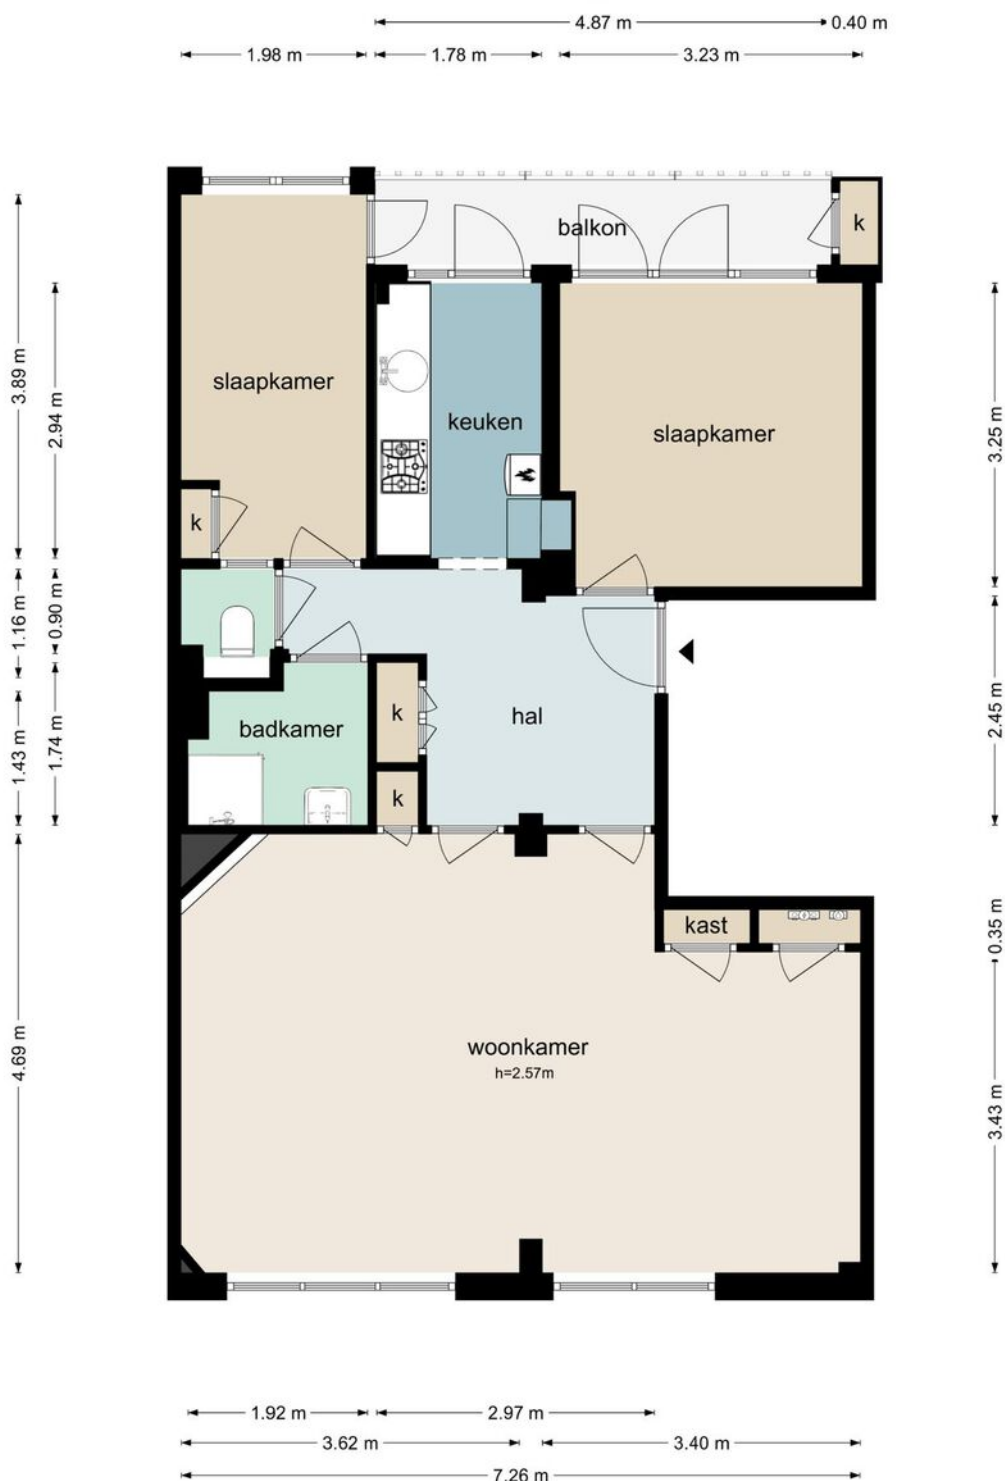 4.87 m 0.40 m
1.98 m 1.78 m 3.23 m
balkon k
3.89 m
2.94 m
slaapkamer
keuken
slaapkamer
3.25 m
k
1.16 m
0.90 m
hal
badkamer
k
1.43 m
1.74 m
2.45 m
k
kast
0.35 m
woonkamer
h=2.57m
4.69 m
3.43 m
1.92 m 2.97 m
3.62 m 3.40 m
7.26 m